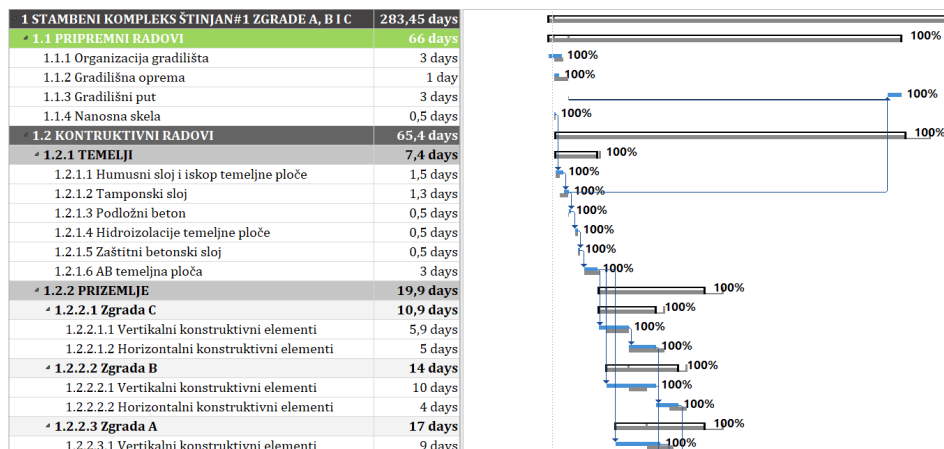 1 STAMBENI KOMPLEKS ŠTINJAN#1 ZGRADE A, B I C 283,45 days
1.1 PRIPREMNI RADOVI 66 days 100%
1.1.1 Organizacija gradilišta 3 days 100%
1.1.2 Gradilišna oprema 1 day 100%
1.1.3 Gradilišni put 3 days 100%
1.1.4 Nanosna skela 0,5 days 100%
1.2 KONTRUKTIVNI RADOVI 65,4 days 100%
1.2.1 TEMELJI 7,4 days 100%
1.2.1.1 Humusni sloj i iskop temeljne ploče 1,5 days 100%
1.2.1.2 Tamponski sloj 1,3 days 100%
1.2.1.3 Podložni beton 0,5 days 100%
1.2.1.4 Hidroizolacije temeljne ploče 0,5 days 100%
1.2.1.5 Zaštitni betonski sloj 0,5 days 100%
1.2.1.6 AB temeljna ploča 3 days 100%
1.2.2 PRIZEMLJE 19,9 days 100%
1.2.2.1 Zgrada C 10,9 days 100%
1.2.2.1.1 Vertikalni konstruktivni elementi 5,9 days 100%
1.2.2.1.2 Horizontalni konstruktivni elementi 5 days 100%
1.2.2.2 Zgrada B 14 days 100%
1.2.2.2.1 Vertikalni konstruktivni elementi 10 days 100%
1.2.2.2.2 Horizontalni konstruktivni elementi 4 days 100%
1.2.2.3 Zgrada A 17 days 100%
1.2.2.3.1 Vertikalni konstruktivni elementi 9 days 100%